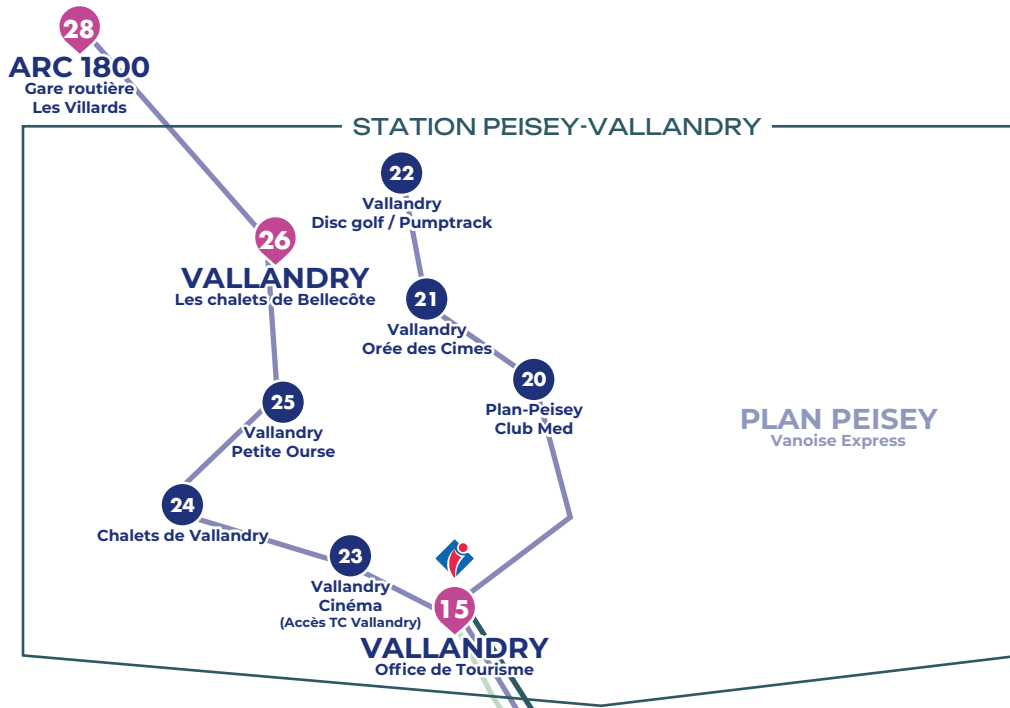 28
ARC 1800
Gare routière
Les Villards
STATION PEISEY-VALLANDRY
22
Vallandry
Disc golf / Pumptrack
26
VALLANDRY
Les chalets de Bellecôte
21
Vallandry
Orée des Cimes
20
Plan-Peisey
Club Med
25
Vallandry
Petite Ourse
PLAN PEISEY
Vanoise Express
24
Chalets de Vallandry
23
Vallandry
Cinéma
(Accès TC Vallandry)
15
VALLANDRY
Office de Tourisme